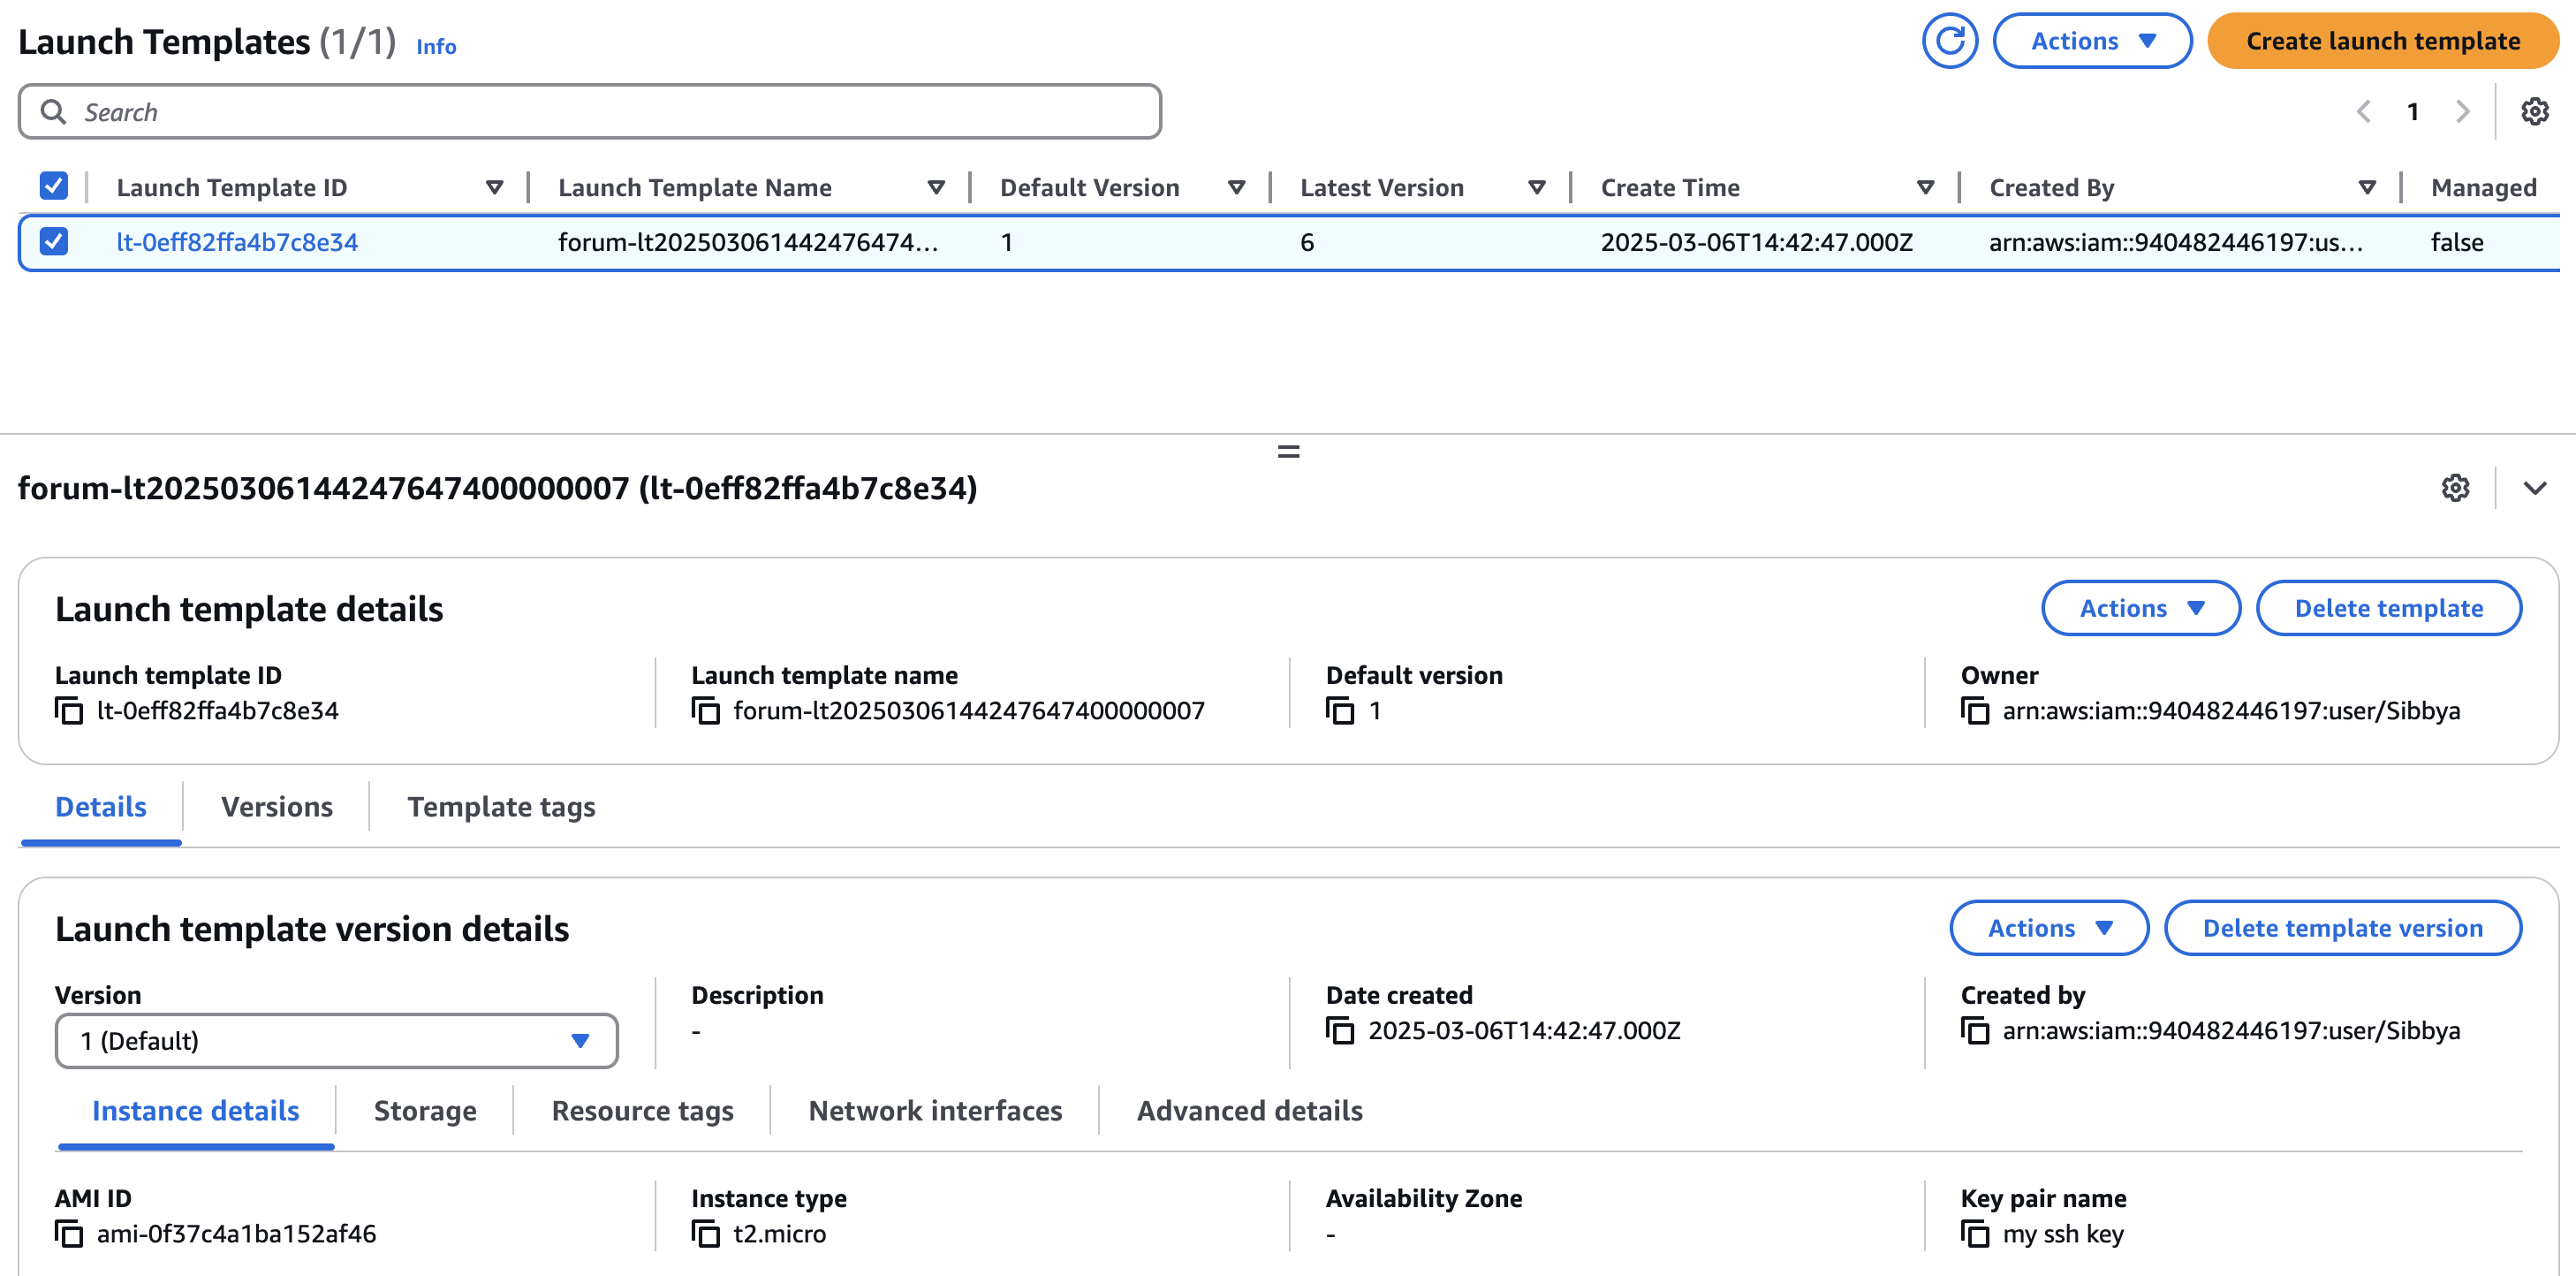 Launch Templates (1/1) Info
Actions
Create launch template
Search
1
Launch Template ID Launch Template Name Default Version Latest Version Create Time Created By Managed
lt-0eff82ffa4b7c8e34 forum-lt202503061442476474... 1 6 2025-03-06T14:42:47.000Z arn:aws:iam::940482446197:us... false
forum-lt20250306144247647400000007 (lt-0eff82ffa4b7c8e34)
Launch template details
Actions
Delete template
Launch template ID Launch template name Default version Owner
lt-0eff82ffa4b7c8e34 forum-lt20250306144247647400000007 1 arn:aws:iam::940482446197:user/Sibbya
Details Versions Template tags
Launch template version details
Actions
Delete template version
Version Description Date created Created by
1 (Default) - 2025-03-06T14:42:47.000Z arn:aws:iam::940482446197:user/Sibbya
Instance details Storage Resource tags Network interfaces Advanced details
AMI ID Instance type Availability Zone Key pair name
ami-0f37c4a1ba152af46 t2.micro - my ssh key